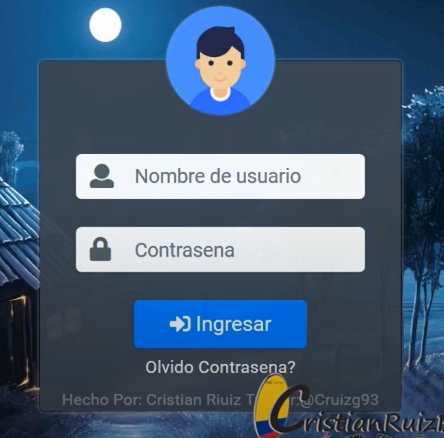 Nombre de usuario
Contrasena
Ingresar
Olvido Contrasena?
Hecho Por: Cristian Riuiz @Cruizg93
CristianRuiz